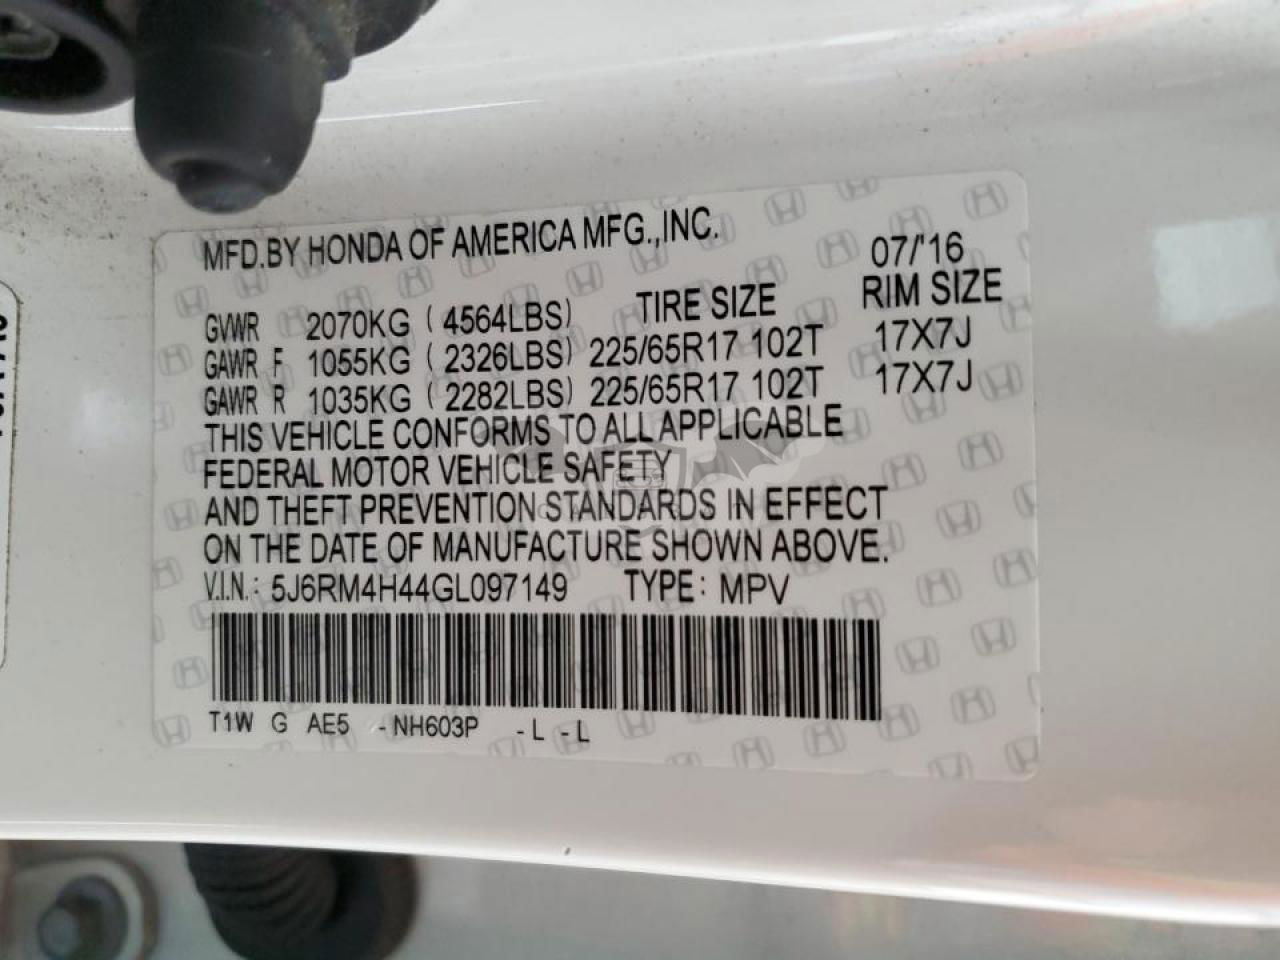 MFD.BY HONDA OF AMERICA MFG.,INC. 07/'16
GVWR 2070KG ( 4564LBS) TIRE SIZE RIM SIZE
GAWR F 1055KG ( 2326LBS) 225/65R17 102T 17X7J
GAWR R 1035KG ( 2282LBS) 225/65R17 102T 17X7J
THIS VEHICLE CONFORMS TO ALL APPLICABLE
FEDERAL MOTOR VEHICLE SAFETY
AND THEFT PREVENTION STANDARDS IN EFFECT
ON THE DATE OF MANUFACTURE SHOWN ABOVE.
V.I.N.: 5J6RM4H44GL097149 TYPE: MPV
T1W G AE5 -NH603P -L -L